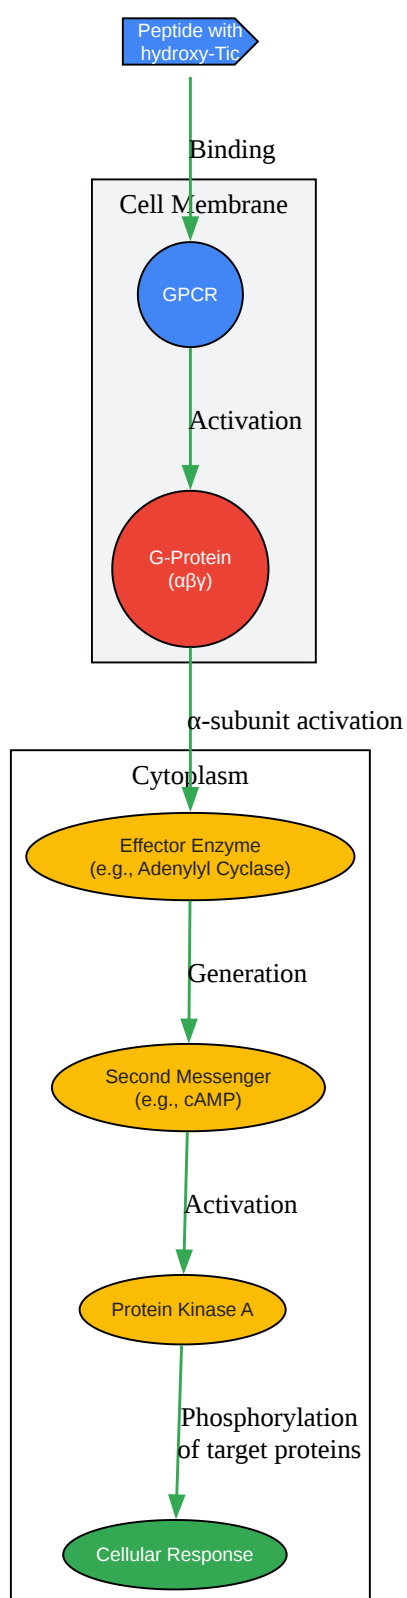 Peptide with
hydroxy-Tic
Binding
Cell Membrane
GPCR
Activation
G-Protein
(αβγ)
α-subunit activation
Cytoplasm
Effector Enzyme
(e.g., Adenylyl Cyclase)
Generation
Second Messenger
(e.g., cAMP)
Activation
Protein Kinase A
Phosphorylation
of target proteins
Cellular Response